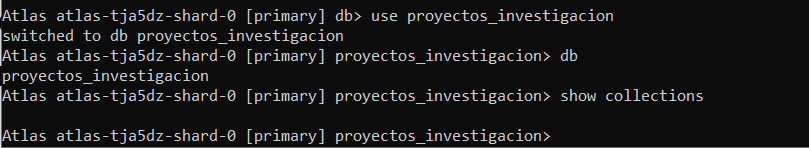 Atlas atlas-tja5dz-shard-0 [primary] db> use proyectos_investigacion
switched to db proyectos_investigacion
Atlas atlas-tja5dz-shard-0 [primary] proyectos_investigacion> db
proyectos_investigacion
Atlas atlas-tja5dz-shard-0 [primary] proyectos_investigacion> show collections
Atlas atlas-tja5dz-shard-0 [primary] proyectos_investigacion>